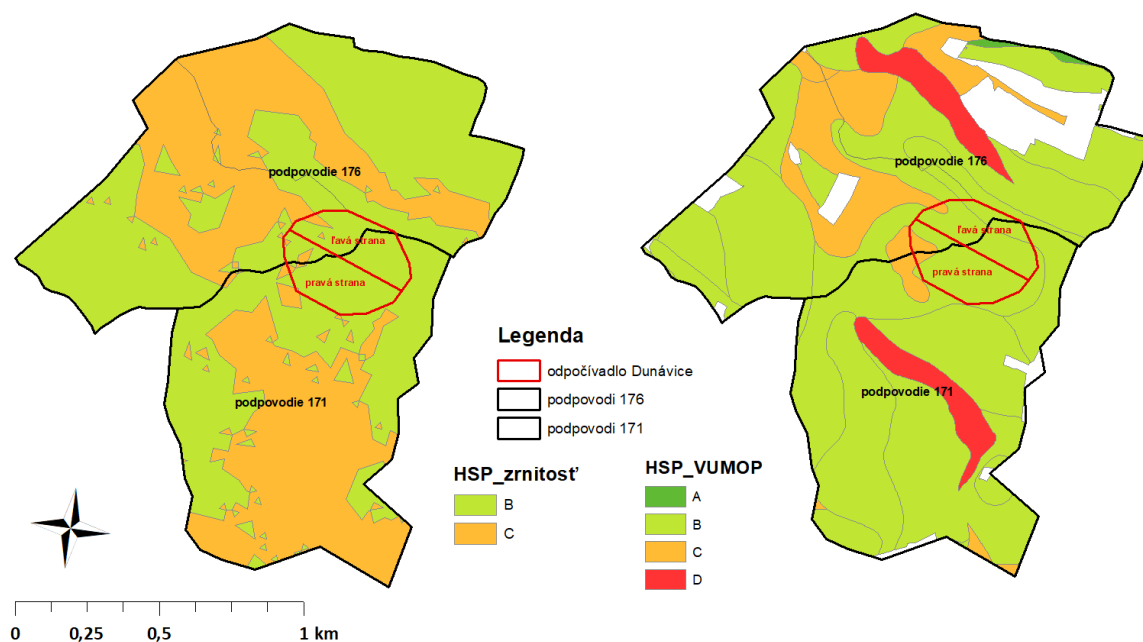 podpovodie 176
ľavá strana
pravá strana
podpovodie 171
podpovodie 176
ľavá strana
pravá strana
podpovodie 171
Legenda
odpočívadlo Dunávice
podpovodi 176
podpovodi 171
HSP_zrnitosť
B
C
HSP_VUMOP
A
B
C
D
0 0,25 0,5 1 km